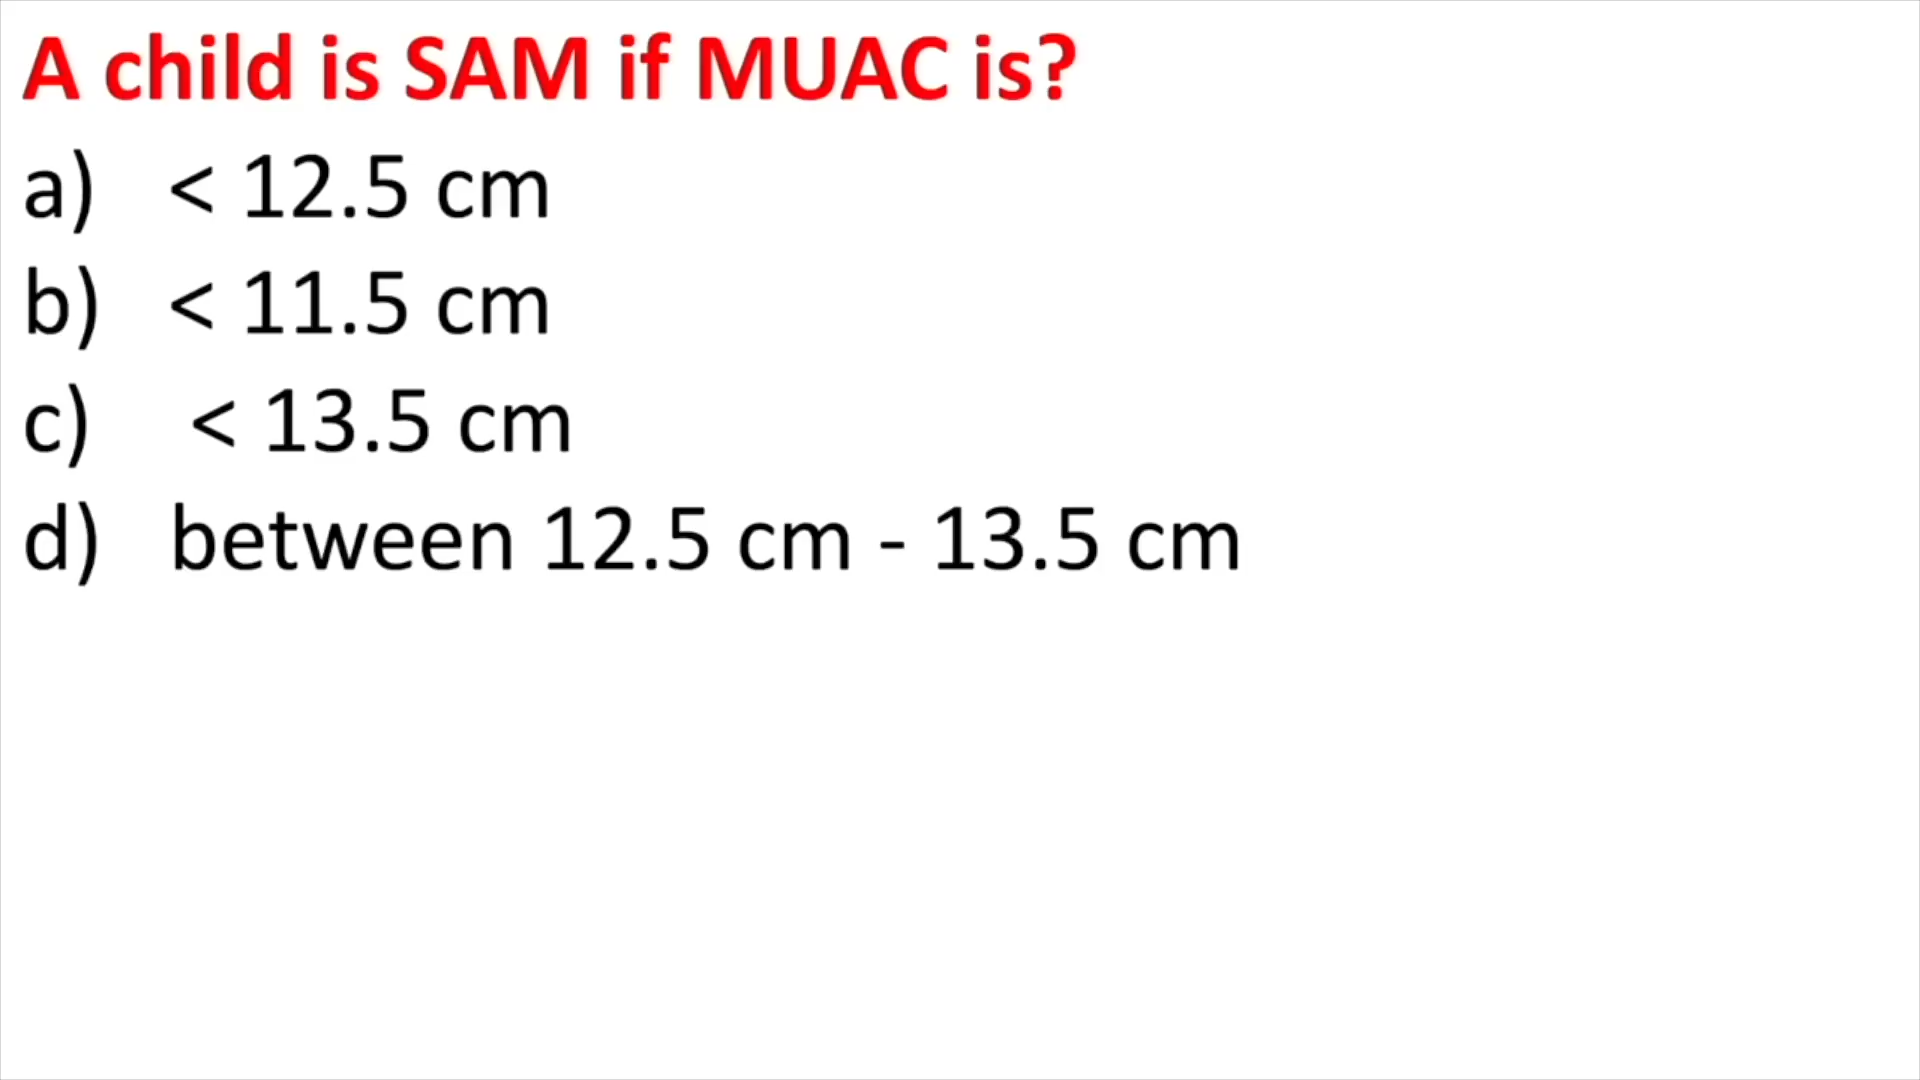 A child is SAM if MUAC is?
a) < 12.5 cm
b) < 11.5 cm
c) < 13.5 cm
d) between 12.5 cm - 13.5 cm